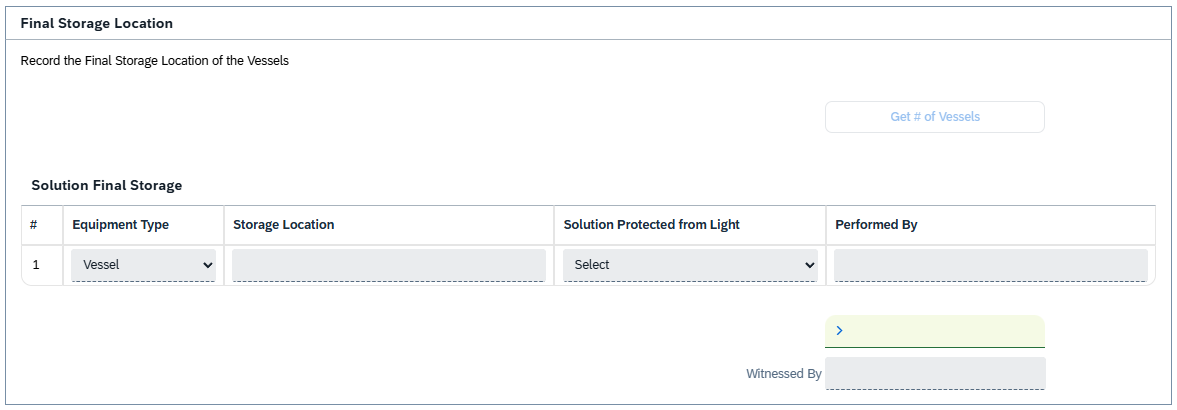 Final Storage Location
Record the Final Storage Location of the Vessels
Get # of Vessels
Solution Final Storage
# Equipment Type Storage Location Solution Protected from Light Performed By
1 Vessel Select
Witnessed By